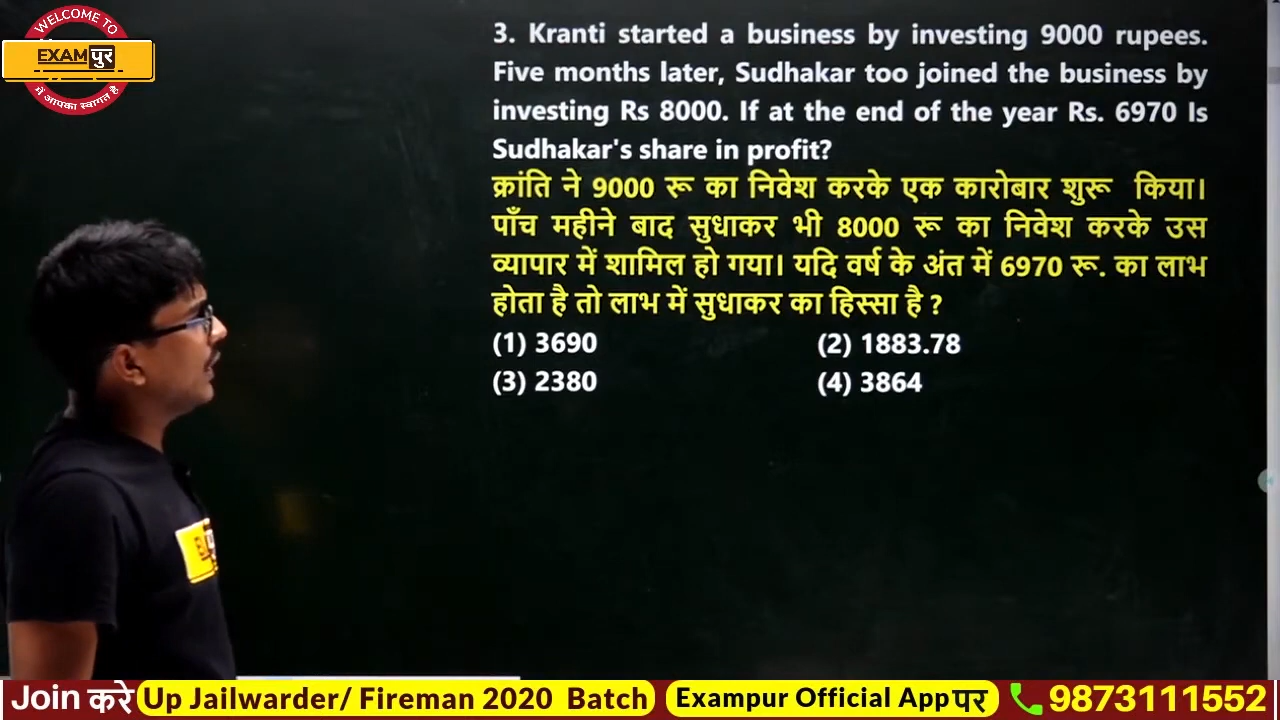 WELCOME TO
EXAMपुर
में आपका स्वागत है
3. Kranti started a business by investing 9000 rupees.
Five months later, Sudhakar too joined the business by
investing Rs 8000. If at the end of the year Rs. 6970 Is
Sudhakar's share in profit?
क्रांति ने 9000 रू का निवेश करके एक कारोबार शुरू किया।
पाँच महीने बाद सुधाकर भी 8000 रू का निवेश करके उस
व्यापार में शामिल हो गया। यदि वर्ष के अंत में 6970 रू. का लाभ
होता है तो लाभ में सुधाकर का हिस्सा है ?
(1) 3690 (2) 1883.78
(3) 2380 (4) 3864
Join करे Up Jailwarder/ Fireman 2020 Batch Exampur Official App पर 9873111552